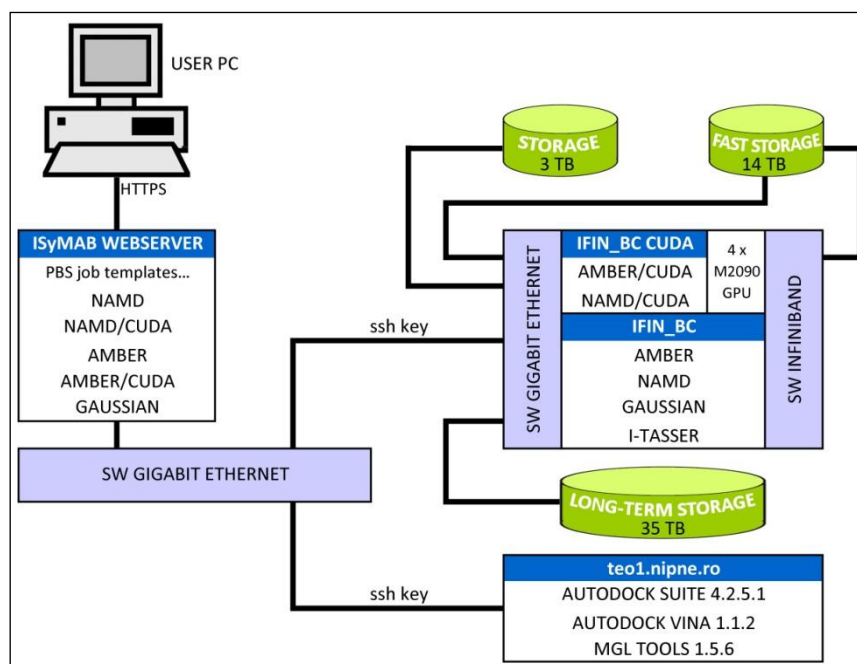 USER PC
HTTPS
ISyMAB WEBSERVER
PBS job templates...
NAMD
NAMD/CUDA
AMBER
AMBER/CUDA
GAUSSIAN
SW GIGABIT ETHERNET
ssh key
ssh key
STORAGE
3 TB
FAST STORAGE
14 TB
SW GIGABIT ETHERNET
IFIN_BC CUDA
AMBER/CUDA
NAMD/CUDA
4 x
M2090
GPU
IFIN_BC
AMBER
NAMD
GAUSSIAN
I-TASSER
SW INFINIBAND
LONG-TERM STORAGE
35 TB
teo1.nipne.ro
AUTODOCK SUITE 4.2.5.1
AUTODOCK VINA 1.1.2
MGL TOOLS 1.5.6